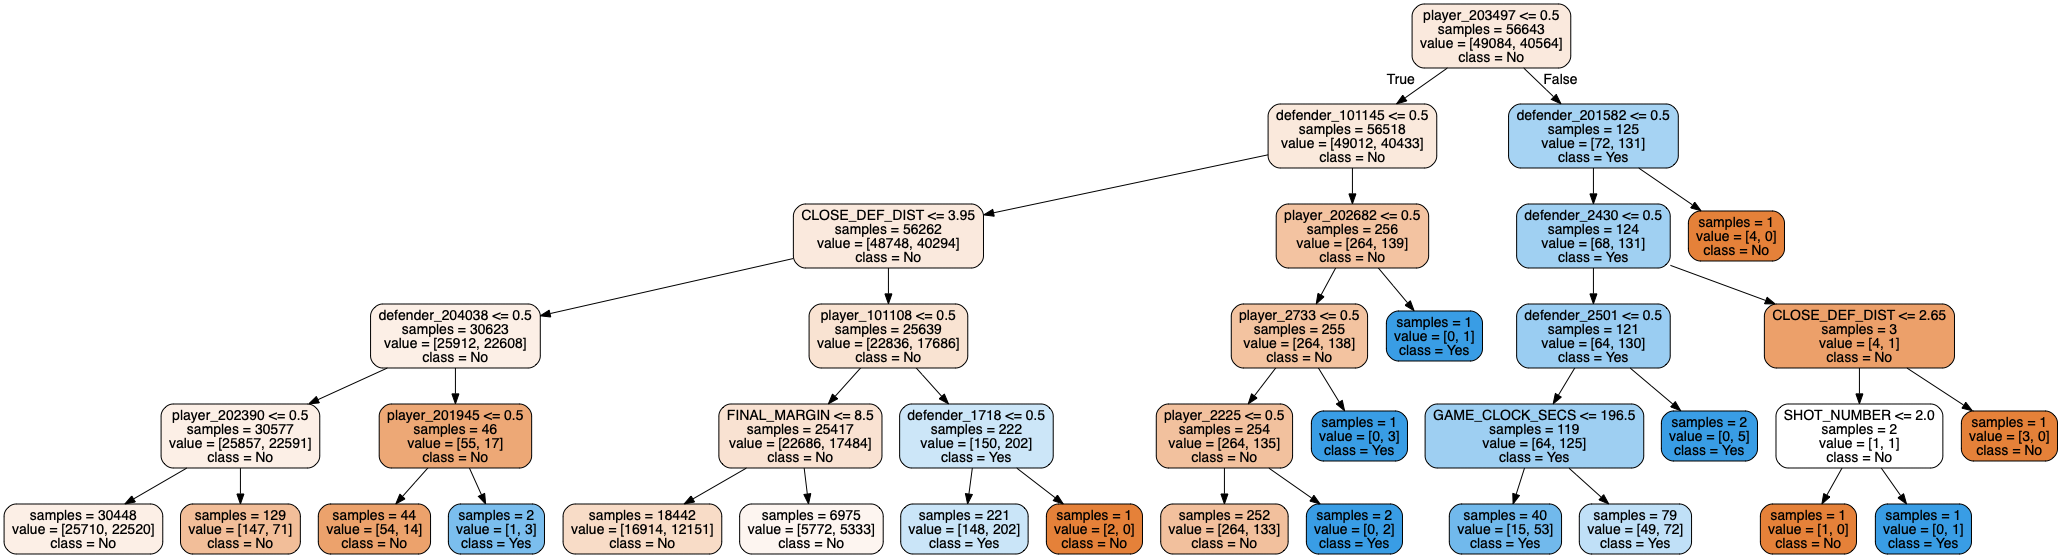 player_203497 <= 0.5
samples = 56643
value = [49084, 40564]
class = No
True
False
defender_101145 <= 0.5
samples = 56518
value = [49012, 40433]
class = No
defender_201582 <= 0.5
samples = 125
value = [72, 131]
class = Yes
CLOSE_DEF_DIST <= 3.95
samples = 56262
value = [48748, 40294]
class = No
player_202682 <= 0.5
samples = 256
value = [264, 139]
class = No
defender_2430 <= 0.5
samples = 124
value = [68, 131]
class = Yes
samples = 1
value = [4, 0]
class = No
defender_204038 <= 0.5
samples = 30623
value = [25912, 22608]
class = No
player_101108 <= 0.5
samples = 25639
value = [22836, 17686]
class = No
player_2733 <= 0.5
samples = 255
value = [264, 138]
class = No
samples = 1
value = [0, 1]
class = Yes
defender_2501 <= 0.5
samples = 121
value = [64, 130]
class = Yes
CLOSE_DEF_DIST <= 2.65
samples = 3
value = [4, 1]
class = No
player_202390 <= 0.5
samples = 30577
value = [25857, 22591]
class = No
player_201945 <= 0.5
samples = 46
value = [55, 17]
class = No
FINAL_MARGIN <= 8.5
samples = 25417
value = [22686, 17484]
class = No
defender_1718 <= 0.5
samples = 222
value = [150, 202]
class = Yes
player_2225 <= 0.5
samples = 254
value = [264, 135]
class = No
samples = 1
value = [0, 3]
class = Yes
GAME_CLOCK_SECS <= 196.5
samples = 119
value = [64, 125]
class = Yes
samples = 2
value = [0, 5]
class = Yes
SHOT_NUMBER <= 2.0
samples = 2
value = [1, 1]
class = No
samples = 1
value = [3, 0]
class = No
samples = 30448
value = [25710, 22520]
class = No
samples = 129
value = [147, 71]
class = No
samples = 44
value = [54, 14]
class = No
samples = 2
value = [1, 3]
class = Yes
samples = 18442
value = [16914, 12151]
class = No
samples = 6975
value = [5772, 5333]
class = No
samples = 221
value = [148, 202]
class = Yes
samples = 1
value = [2, 0]
class = No
samples = 252
value = [264, 133]
class = No
samples = 2
value = [0, 2]
class = Yes
samples = 40
value = [15, 53]
class = Yes
samples = 79
value = [49, 72]
class = Yes
samples = 1
value = [1, 0]
class = No
samples = 1
value = [0, 1]
class = Yes